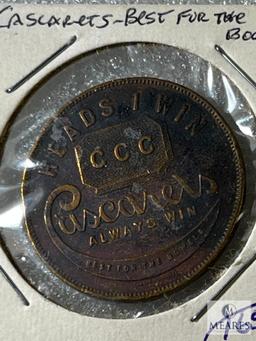 CASCARETS-BEST FOR THE
BO
HEADS I WIN
CCC
Cascarets
ALWAYS WIN
BEST FOR THE BOWELS
M
MEARES